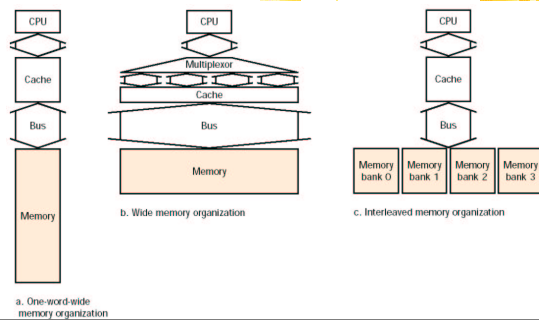 CPU
Cache
Bus
Memory
a. One-word-wide
memory organization
CPU
Multiplexor
Cache
Bus
Memory
b. Wide memory organization
CPU
Cache
Bus
Memory
bank 0
Memory
bank 1
Memory
bank 2
Memory
bank 3
c. Interleaved memory organization